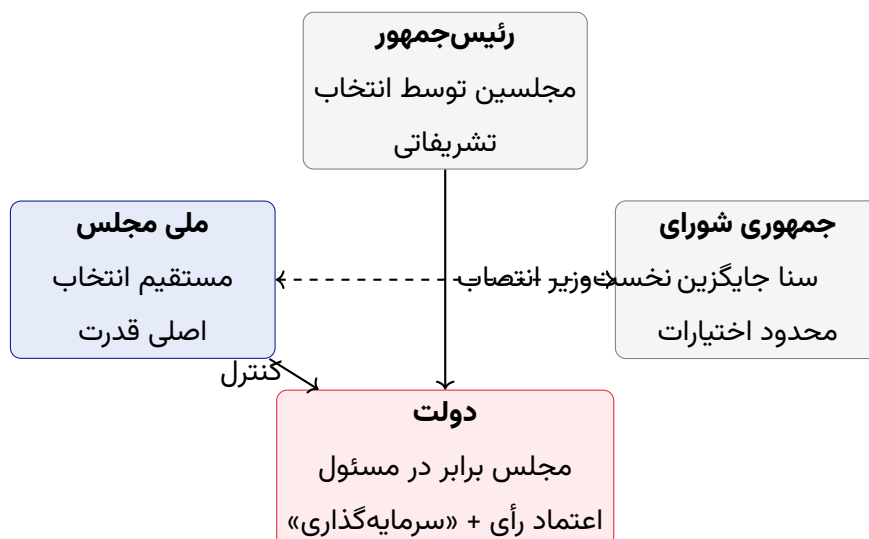 رئیس‌جمهور
مجلسین توسط انتخاب
تشریفاتی
جمهوری شورای
سنا جایگزین
محدود اختیارات
نخست‌وزیر انتصاب
ملی مجلس
مستقیم انتخاب
اصلی قدرت
کنترل
دولت
مجلس برابر در مسئول
اعتماد رأی + «سرمایه‌گذاری»